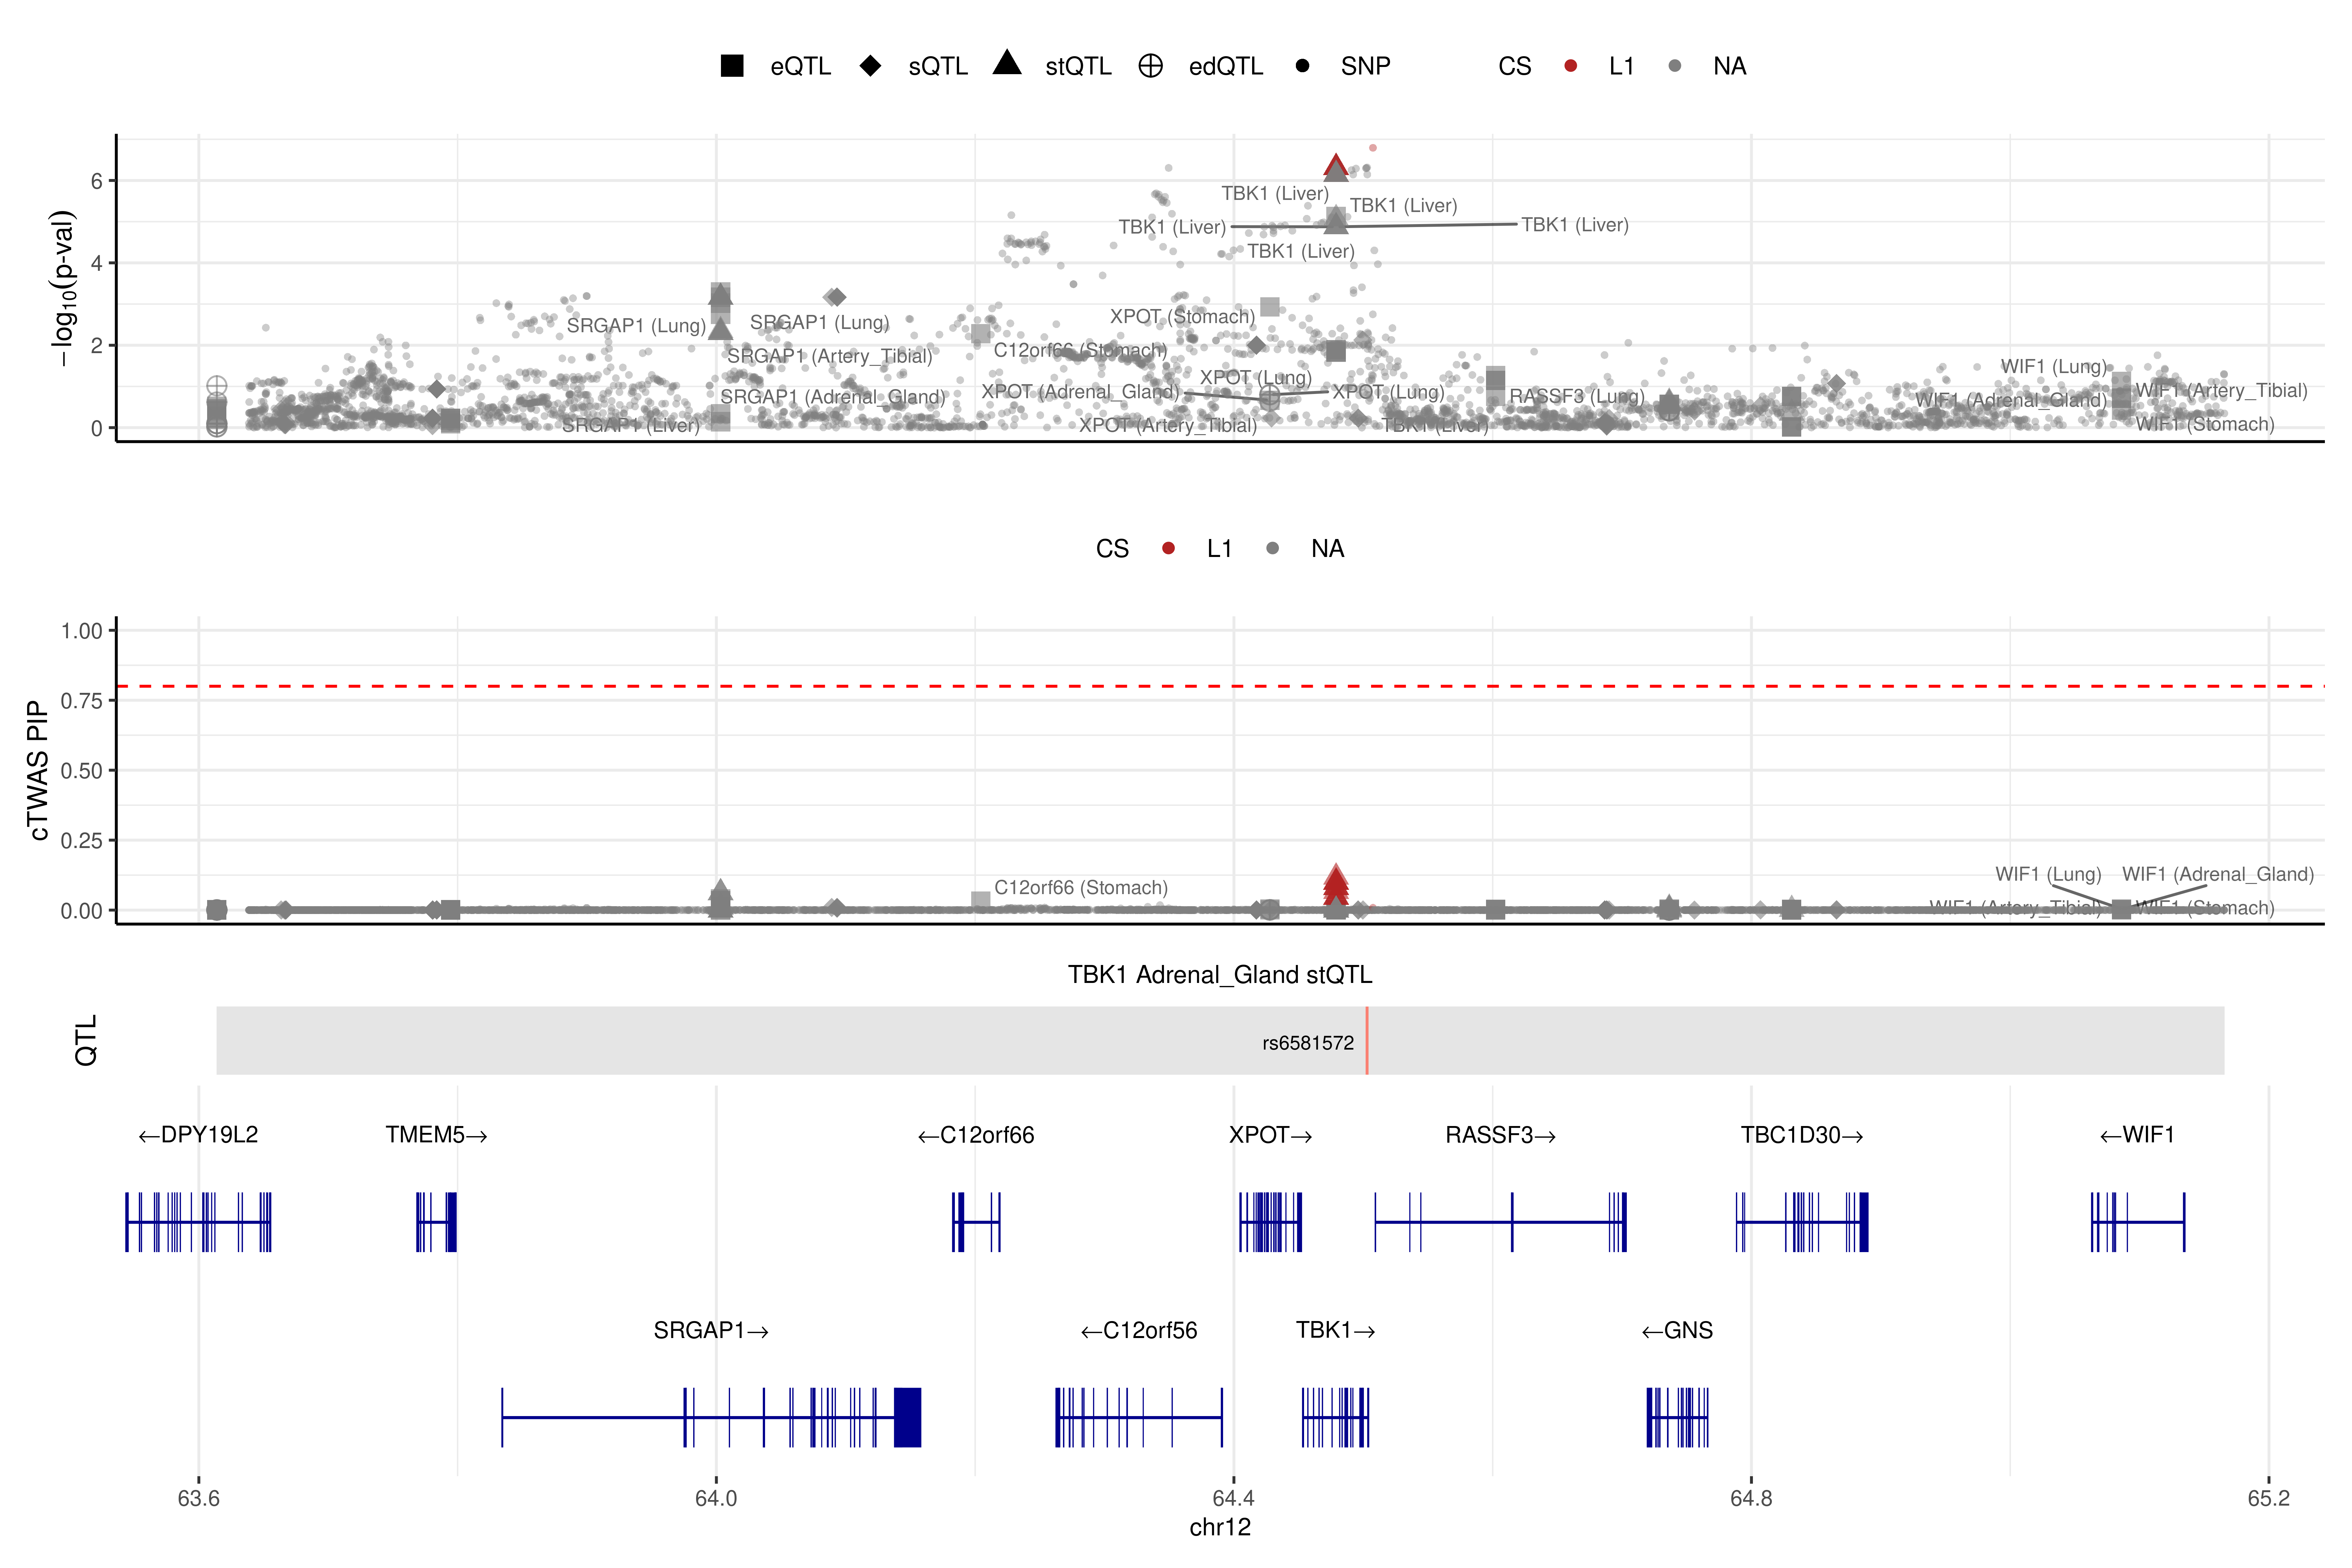 eQTL sQTL stQTL edQTL SNP CS L1 NA
−log10(p-val)
6
4
2
0
TBK1 (Liver)
TBK1 (Liver)
TBK1 (Liver)
TBK1 (Liver)
TBK1 (Liver)
SRGAP1 (Lung)
SRGAP1 (Lung)
XPOT (Stomach)
SRGAP1 (Artery_Tibial)
C12orf66 (Stomach)
SRGAP1 (Adrenal_Gland)
XPOT (Adrenal_Gland)
XPOT (Lung)
XPOT (Lung)
RASSF3 (Lung)
WIF1 (Lung)
WIF1 (Artery_Tibial)
WIF1 (Adrenal_Gland)
SRGAP1 (Liver)
XPOT (Artery_Tibial)
TBK1 (Liver)
WIF1 (Stomach)
CS L1 NA
cTWAS PIP
1.00
0.75
0.50
0.25
0.00
C12orf66 (Stomach)
WIF1 (Lung)
WIF1 (Adrenal_Gland)
WIF1 (Artery_Tibial)
WIF1 (Stomach)
TBK1 Adrenal_Gland stQTL
QTL
rs6581572
←DPY19L2
TMEM5→
←C12orf66
XPOT→
RASSF3→
TBC1D30→
←WIF1
SRGAP1→
←C12orf56
TBK1→
←GNS
63.6 64.0 64.4 64.8 65.2
chr12